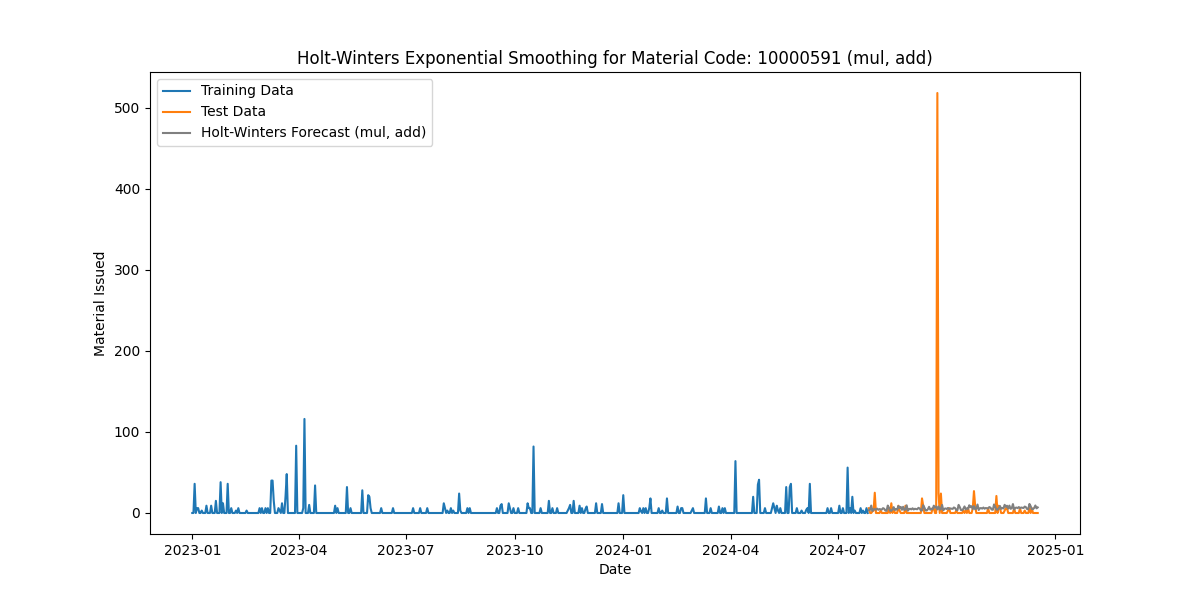 Holt-Winters Exponential Smoothing for Material Code: 10000591 (mul, add)
Training Data
Test Data
Holt-Winters Forecast (mul, add)
500
400
300
200
100
0
Material Issued
2023-01 2023-04 2023-07 2023-10 2024-01 2024-04 2024-07 2024-10 2025-01
Date